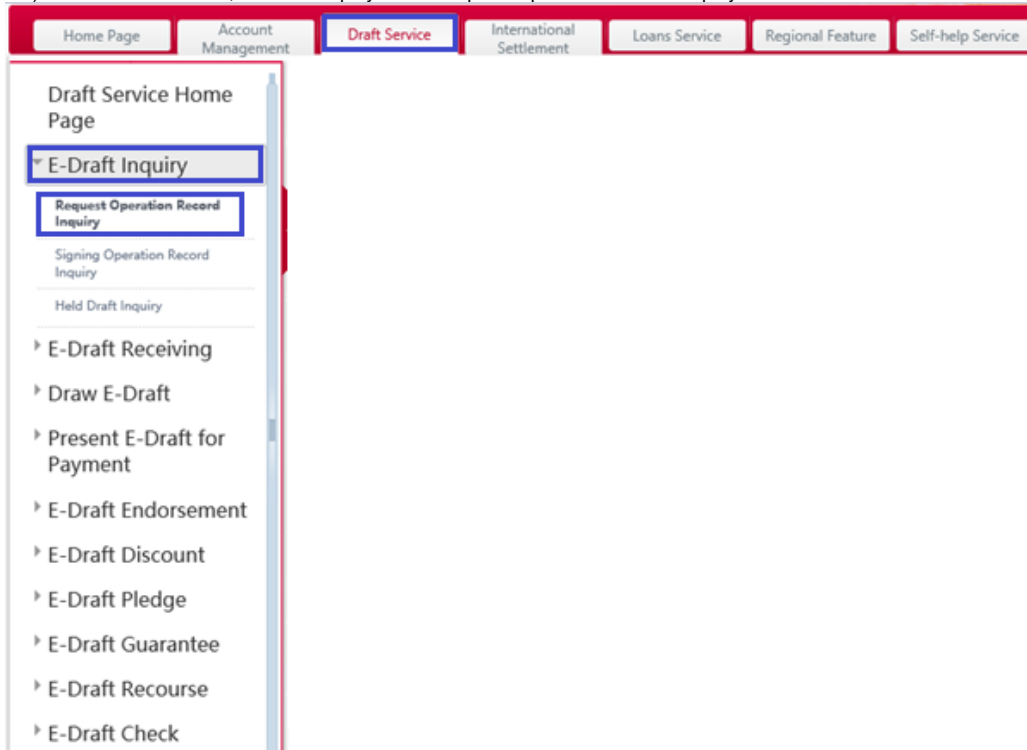 Home Page
Account
Management
Draft Service
International
Settlement
Loans Service
Regional Feature
Self-help Service
Draft Service Home
Page
E-Draft Inquiry
Request Operation Record
Inquiry
Signing Operation Record
Inquiry
Held Draft Inquiry
E-Draft Receiving
Draw E-Draft
Present E-Draft for
Payment
E-Draft Endorsement
E-Draft Discount
E-Draft Pledge
E-Draft Guarantee
E-Draft Recourse
E-Draft Check